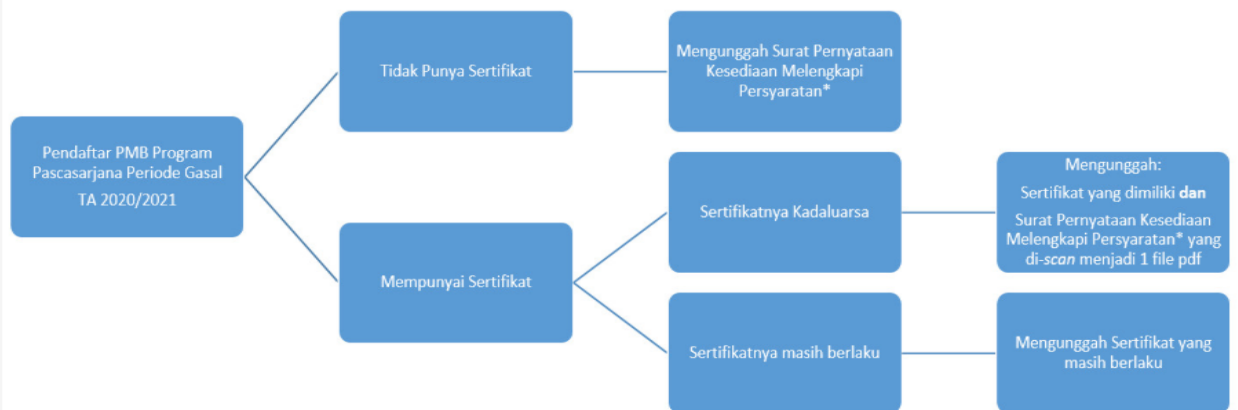 Pendaftar PMB Program
Pascasarjana Periode Gasal
TA 2020/2021
Tidak Punya Sertifikat
Mengunggah Surat Pernyataan
Kesediaan Melengkapi
Persyaratan*
Mempunyai Sertifikat
Sertifikatnya Kadaluarsa
Mengunggah:
Sertifikat yang dimiliki dan
Surat Pernyataan Kesediaan
Melengkapi Persyaratan* yang
di-scan menjadi 1 file pdf
Sertifikatnya masih berlaku
Mengunggah Sertifikat yang
masih berlaku